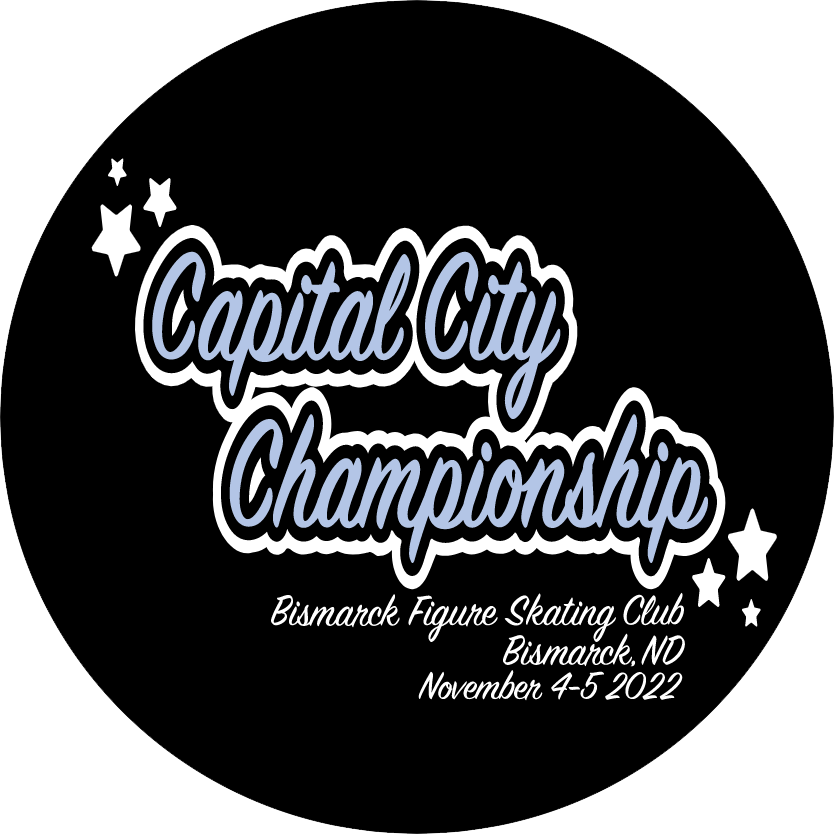 Capital City
Championship
Bismarck Figure Skating Club
Bismarck, ND
November 4-5 2022